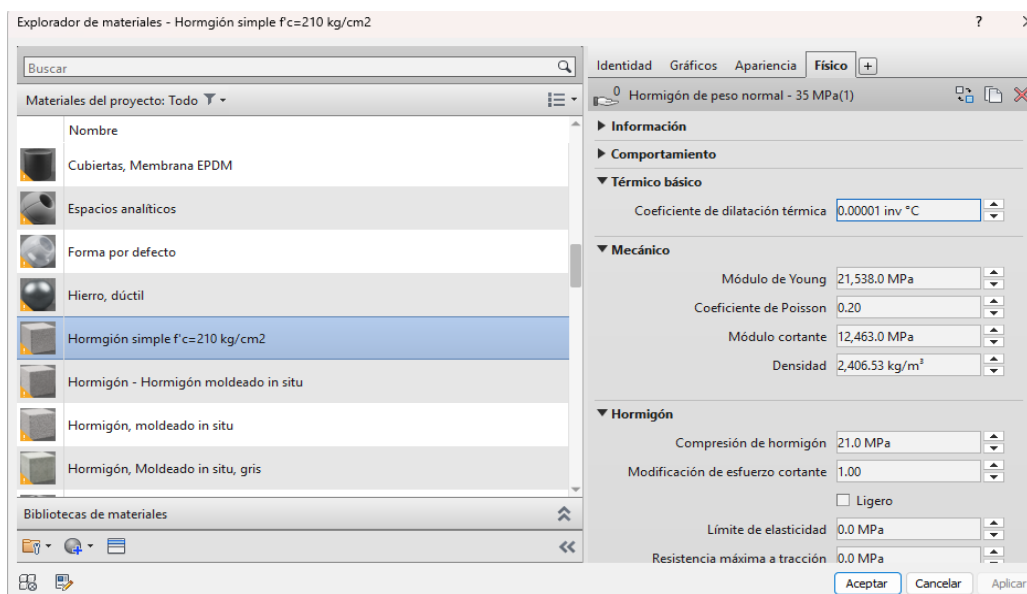 Explorador de materiales - Hormgión simple f'c=210 kg/cm2
?
Buscar
Materiales del proyecto: Todo
Nombre
Cubiertas, Membrana EPDM
Espacios analíticos
Forma por defecto
Hierro, dúctil
Hormgión simple f'c=210 kg/cm2
Hormigón - Hormigón moldeado in situ
Hormigón, moldeado in situ
Hormigón, Moldeado in situ, gris
Bibliotecas de materiales
Identidad Gráficos Apariencia Físico +
0 Hormigón de peso normal - 35 MPa(1)
Información
Comportamiento
Térmico básico
Coeficiente de dilatación térmica 0.00001 inv °C
Mecánico
Módulo de Young 21,538.0 MPa
Coeficiente de Poisson 0.20
Módulo cortante 12,463.0 MPa
Densidad 2,406.53 kg/m³
Hormigón
Compresión de hormigón 21.0 MPa
Modificación de esfuerzo cortante 1.00
Ligero
Límite de elasticidad 0.0 MPa
Resistencia máxima a tracción 0.0 MPa
Aceptar Cancelar Aplicar